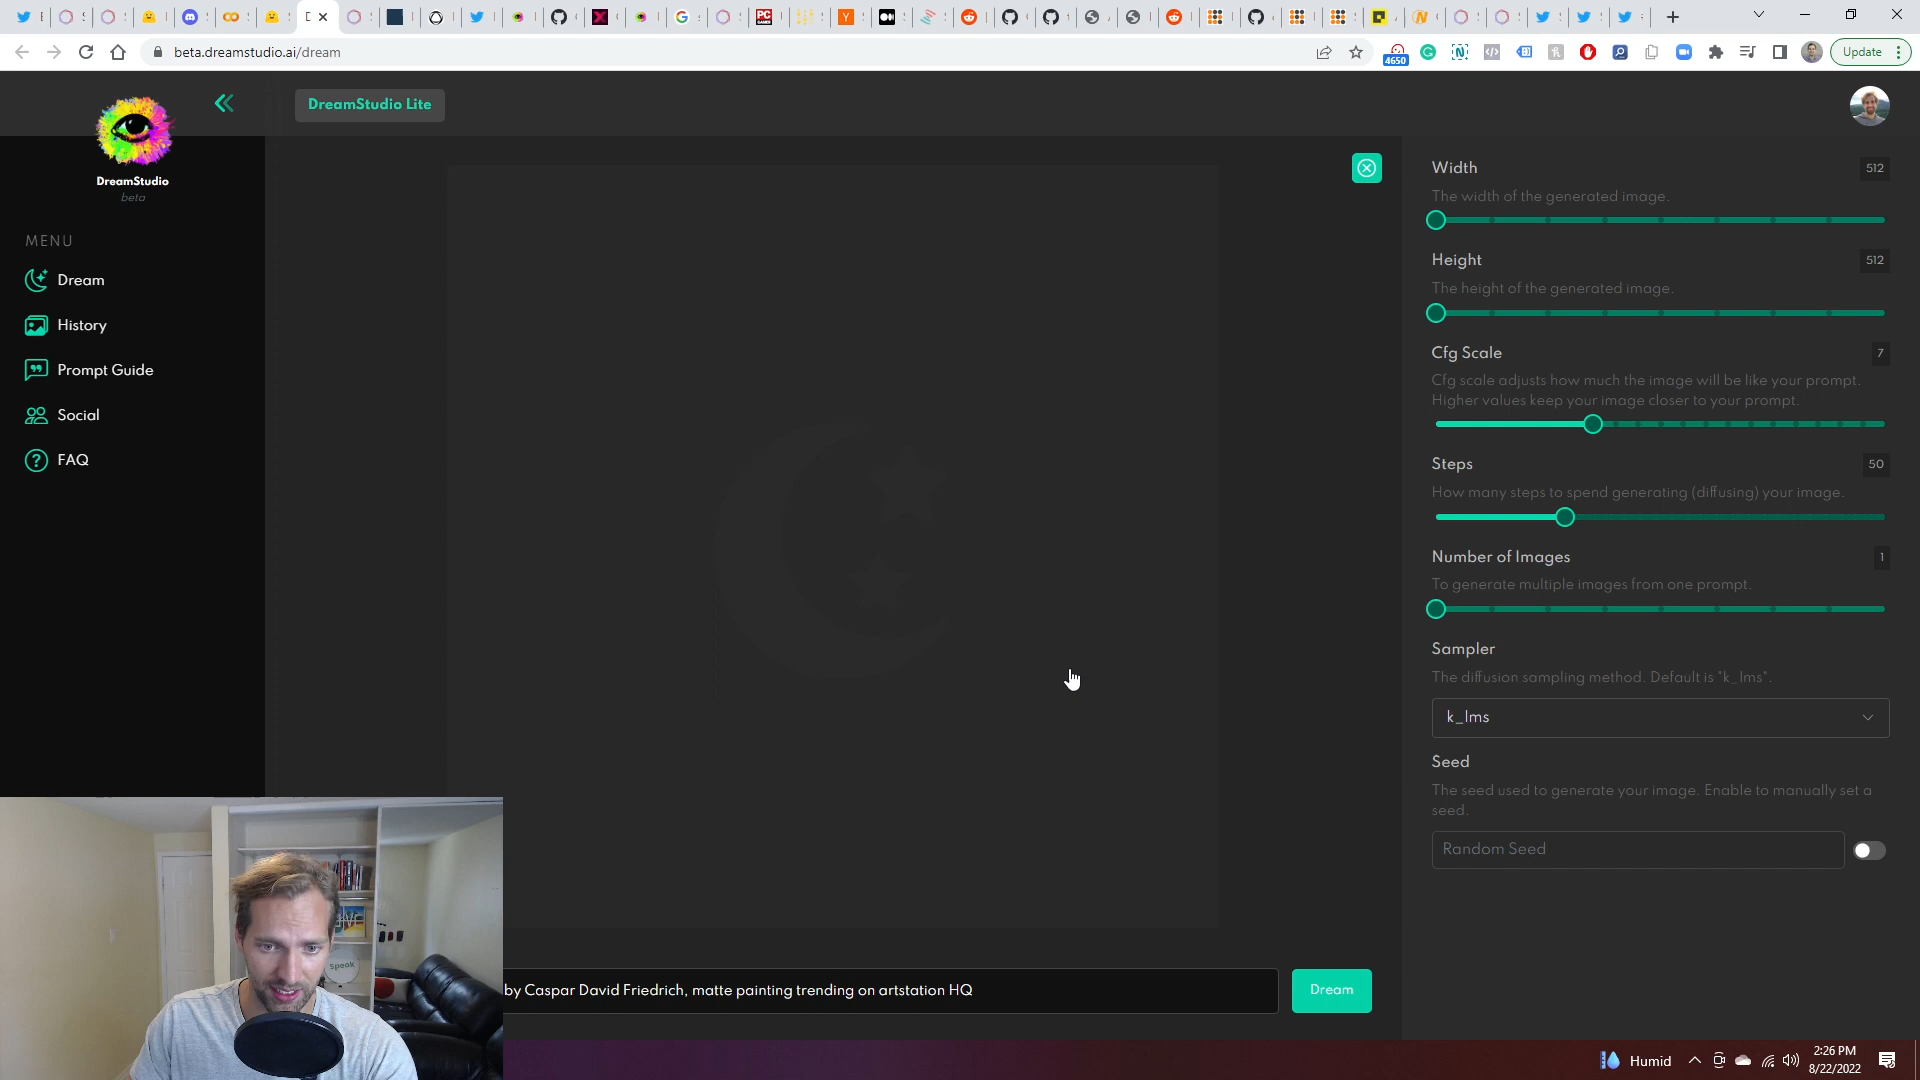 beta.dreamstudio.ai/dream
4650
Update
DreamStudio Lite
DreamStudio
beta
MENU
Dream
History
Prompt Guide
Social
FAQ
Width
512
The width of the generated image.
Height
512
The height of the generated image.
Cfg Scale
7
Cfg scale adjusts how much the image will be like your prompt.
Higher values keep your image closer to your prompt.
Steps
50
How many steps to spend generating (diffusing) your image.
Number of Images
1
To generate multiple images from one prompt.
Sampler
The diffusion sampling method. Default is "k_lms".
k_lms
Seed
The seed used to generate your image. Enable to manually set a
seed.
Random Seed
Speak
by Caspar David Friedrich, matte painting trending on artstation HQ
Dream
Humid
2:26 PM
8/22/2022